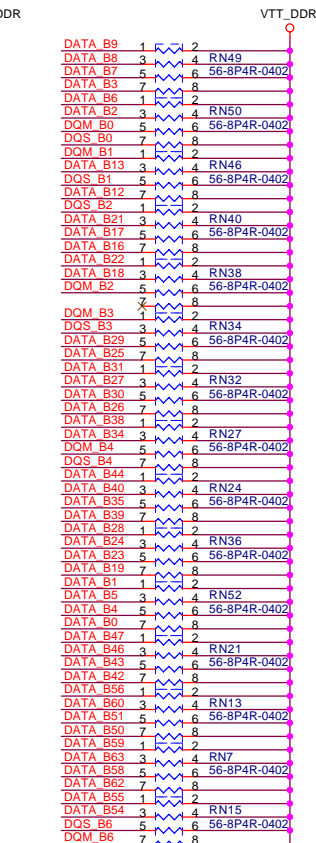 DDR VTT_DDR
DATA_B9 1 2
DATA_B8 3 4 RN49
DATA_B7 5 6 56-8P4R-0402
DATA_B3 7 8
DATA_B6 1 2
DATA_B2 3 4 RN50
DQM_B0 5 6 56-8P4R-0402
DQS_B0 7 8
DQM_B1 1 2
DATA_B13 3 4 RN46
DQS_B1 5 6 56-8P4R-0402
DATA_B12 7 8
DQS_B2 1 2
DATA_B21 3 4 RN40
DATA_B17 5 6 56-8P4R-0402
DATA_B16 7 8
DATA_B22 1 2
DATA_B18 3 4 RN38
DQM_B2 5 6 56-8P4R-0402
7 8
DQM_B3 1 2
DQS_B3 3 4 RN34
DATA_B29 5 6 56-8P4R-0402
DATA_B25 7 8
DATA_B31 1 2
DATA_B27 3 4 RN32
DATA_B30 5 6 56-8P4R-0402
DATA_B26 7 8
DATA_B38 1 2
DATA_B34 3 4 RN27
DQM_B4 5 6 56-8P4R-0402
DQS_B4 7 8
DATA_B44 1 2
DATA_B40 3 4 RN24
DATA_B35 5 6 56-8P4R-0402
DATA_B39 7 8
DATA_B28 1 2
DATA_B24 3 4 RN36
DATA_B23 5 6 56-8P4R-0402
DATA_B19 7 8
DATA_B1 1 2
DATA_B5 3 4 RN52
DATA_B4 5 6 56-8P4R-0402
DATA_B0 7 8
DATA_B47 1 2
DATA_B46 3 4 RN21
DATA_B43 5 6 56-8P4R-0402
DATA_B42 7 8
DATA_B56 1 2
DATA_B60 3 4 RN13
DATA_B51 5 6 56-8P4R-0402
DATA_B50 7 8
DATA_B59 1 2
DATA_B63 3 4 RN7
DATA_B58 5 6 56-8P4R-0402
DATA_B62 7 8
DATA_B55 1 2
DATA_B54 3 4 RN15
DQS_B6 5 6 56-8P4R-0402
DQM_B6 7 8